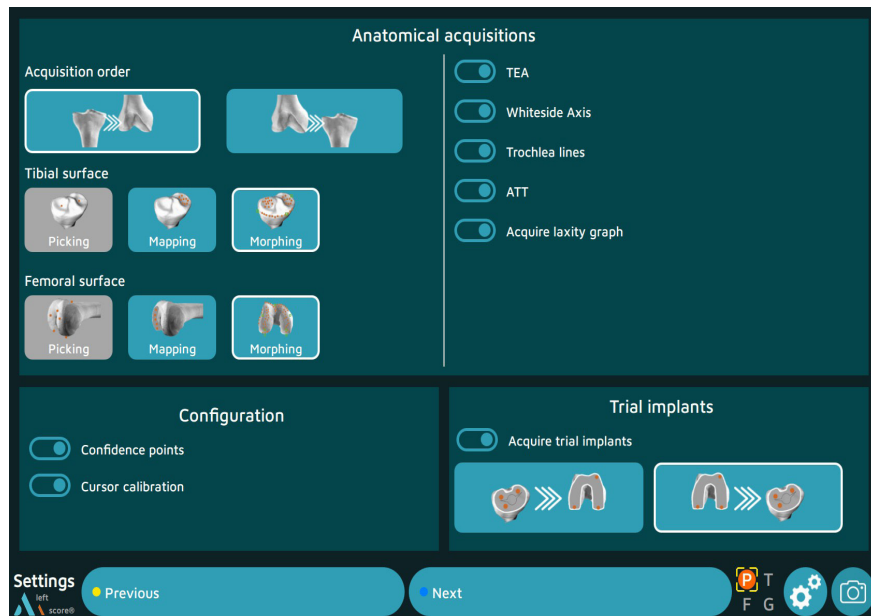 Anatomical acquisitions
Acquisition order
Tibial surface
Picking
Mapping
Morphing
Femoral surface
Picking
Mapping
Morphing
TEA
Whiteside Axis
Trochlea lines
ATT
Acquire laxity graph
Configuration
Confidence points
Cursor calibration
Trial implants
Acquire trial implants
Settings
left
score®
Previous
Next
P T
F G